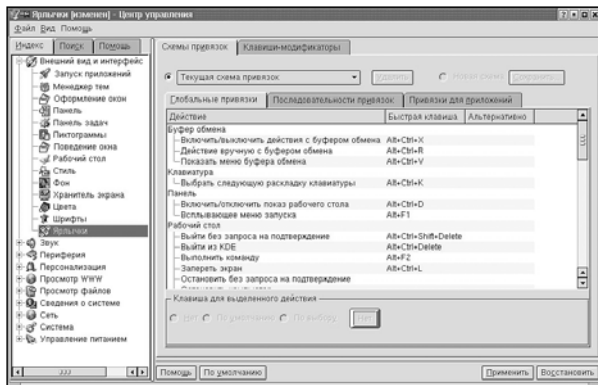 Ярлычки [изменен] - Центр управления
Файл Вид Помощь
Индекс Поиск Помощь
Внешний вид и интерфейс
Запуск приложений
Менеджер тем
Оформление окон
Панель
Панель задач
Пиктограммы
Поведение окна
Рабочий стол
Стиль
Фон
Хранитель экрана
Цвета
Шрифты
Ярлычки
Звук
Периферия
Персонализация
Просмотр WWW
Просмотр файлов
Сведения о системе
Сеть
Система
Управление питанием
Схемы привязок Клавиши-модификаторы
Текущая схема привязок Удалить Новая схема Сохранить...
Глобальные привязки Последовательности привязок Привязки для приложений
Действие Быстрая клавиша Альтернативно
Буфер обмена
Включить/выключить действия с буфером обмена Alt+Ctrl+X
Действие вручную с буфером обмена Alt+Ctrl+R
Показать меню буфера обмена Alt+Ctrl+V
Клавиатура
Выбрать следующую раскладку клавиатуры Alt+Ctrl+K
Панель
Включить/отключить показ рабочего стола Alt+Ctrl+D
Всплывающее меню запуска Alt+F1
Рабочий стол
Выйти без запроса на подтверждение Alt+Ctrl+Shift+Delete
Выйти из KDE Alt+Ctrl+Delete
Выполнить команду Alt+F2
Запереть экран Alt+Ctrl+L
Остановить без запроса на подтверждение
Клавиша для выделенного действия
Нет По умолчанию По выбору Нет
Помощь По умолчанию Применить Восстановить